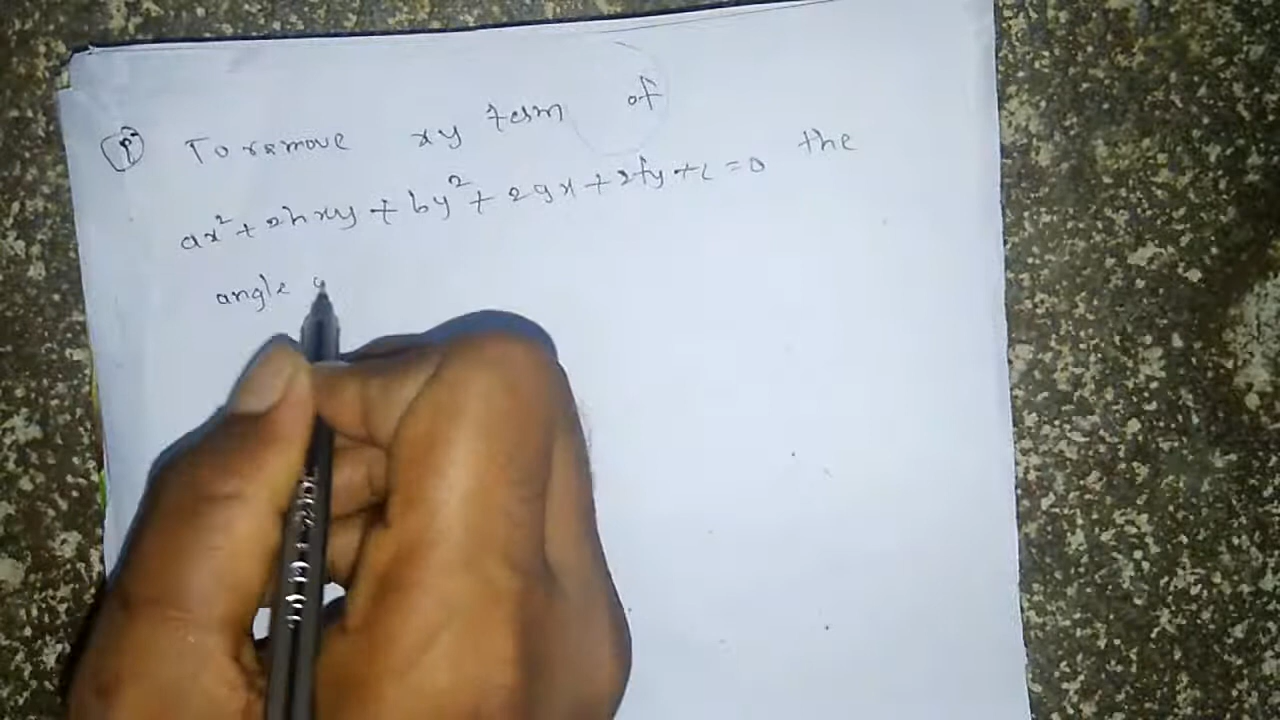 To remove xy term of
ax² + 2hxy + by² + 2gx + 2fy + c = 0 the
angle